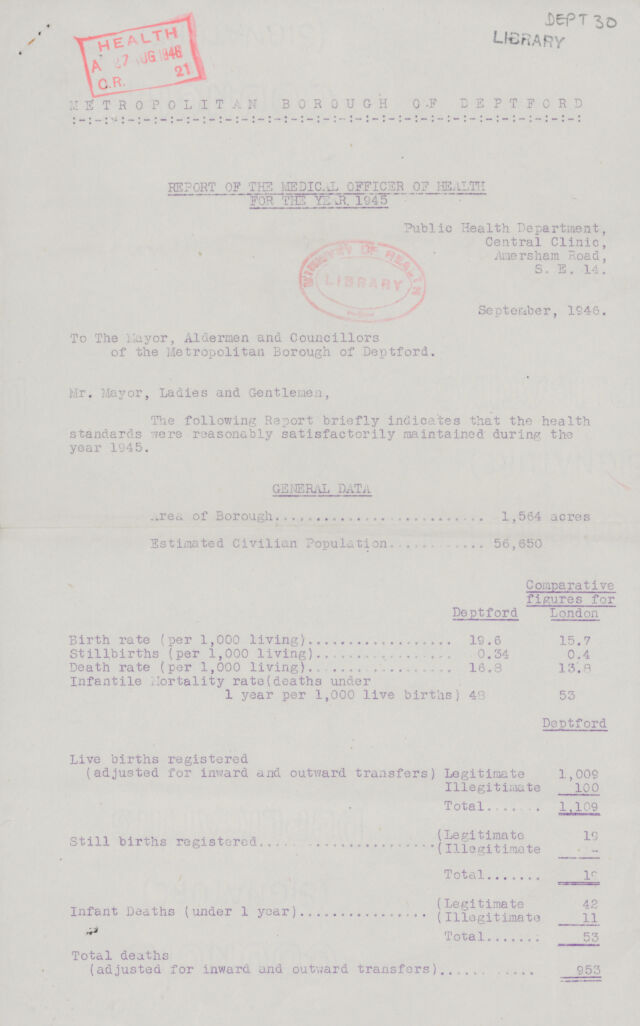 DEPT 30
LIBRARY
HEALTH
A 27 AUG 1946
C.R. 21
METROPOLITAN BOROUGH OF DEPTFORD
:-:-:-:-:-:-:-:-:-:-:-:-:-:-:-:-:-:-:-:-:-:-:-:-:-:-:-:-:-:-:
REPORT OF THE MEDICAL OFFICER OF HEALTH
FOR THE YEAR 1945
Public Health Department,
Central Clinic,
Amersham Road,
S. E. 14.
MINISTRY OF HEALTH
LIBRARY
September, 1946.
To The Mayor, Aldermen and Councillors
of the Metropolitan Borough of Deptford.
Mr. Mayor, Ladies and Gentlemen,
The following Report briefly indicates that the health
standards were reasonably satisfactorily maintained during the
year 1945.
GENERAL DATA
Area of Borough.......................... 1,564 acres
Estimated Civilian Population............ 56,650
Comparative
figures for
Deptford London
Birth rate (per 1,000 living).................. 19.6 15.7
Stillbirths (per 1,000 living)................. 0.34 0.4
Death rate (per 1,000 living).................. 16.8 13.8
Infantile Mortality rate(deaths under
1 year per 1,000 live births) 48 53
Deptford
Live births registered
(adjusted for inward and outward transfers) Legitimate 1,009
Illegitimate 100
Total...... 1,109
Still births registered...................... (Legitimate 19
(Illegitimate -
Total....... 19
Infant Deaths (under 1 year)................ (Legitimate 42
(Illegitimate 11
Total....... 53
Total deaths
(adjusted for inward and outward transfers)............ 953